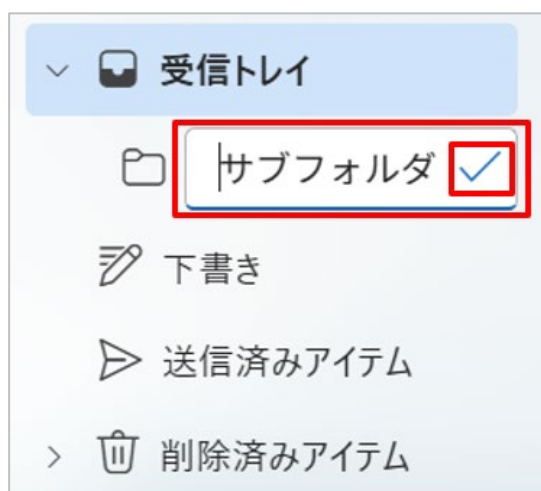 受信トレイ
サブフォルダ
下書き
送信済みアイテム
削除済みアイテム